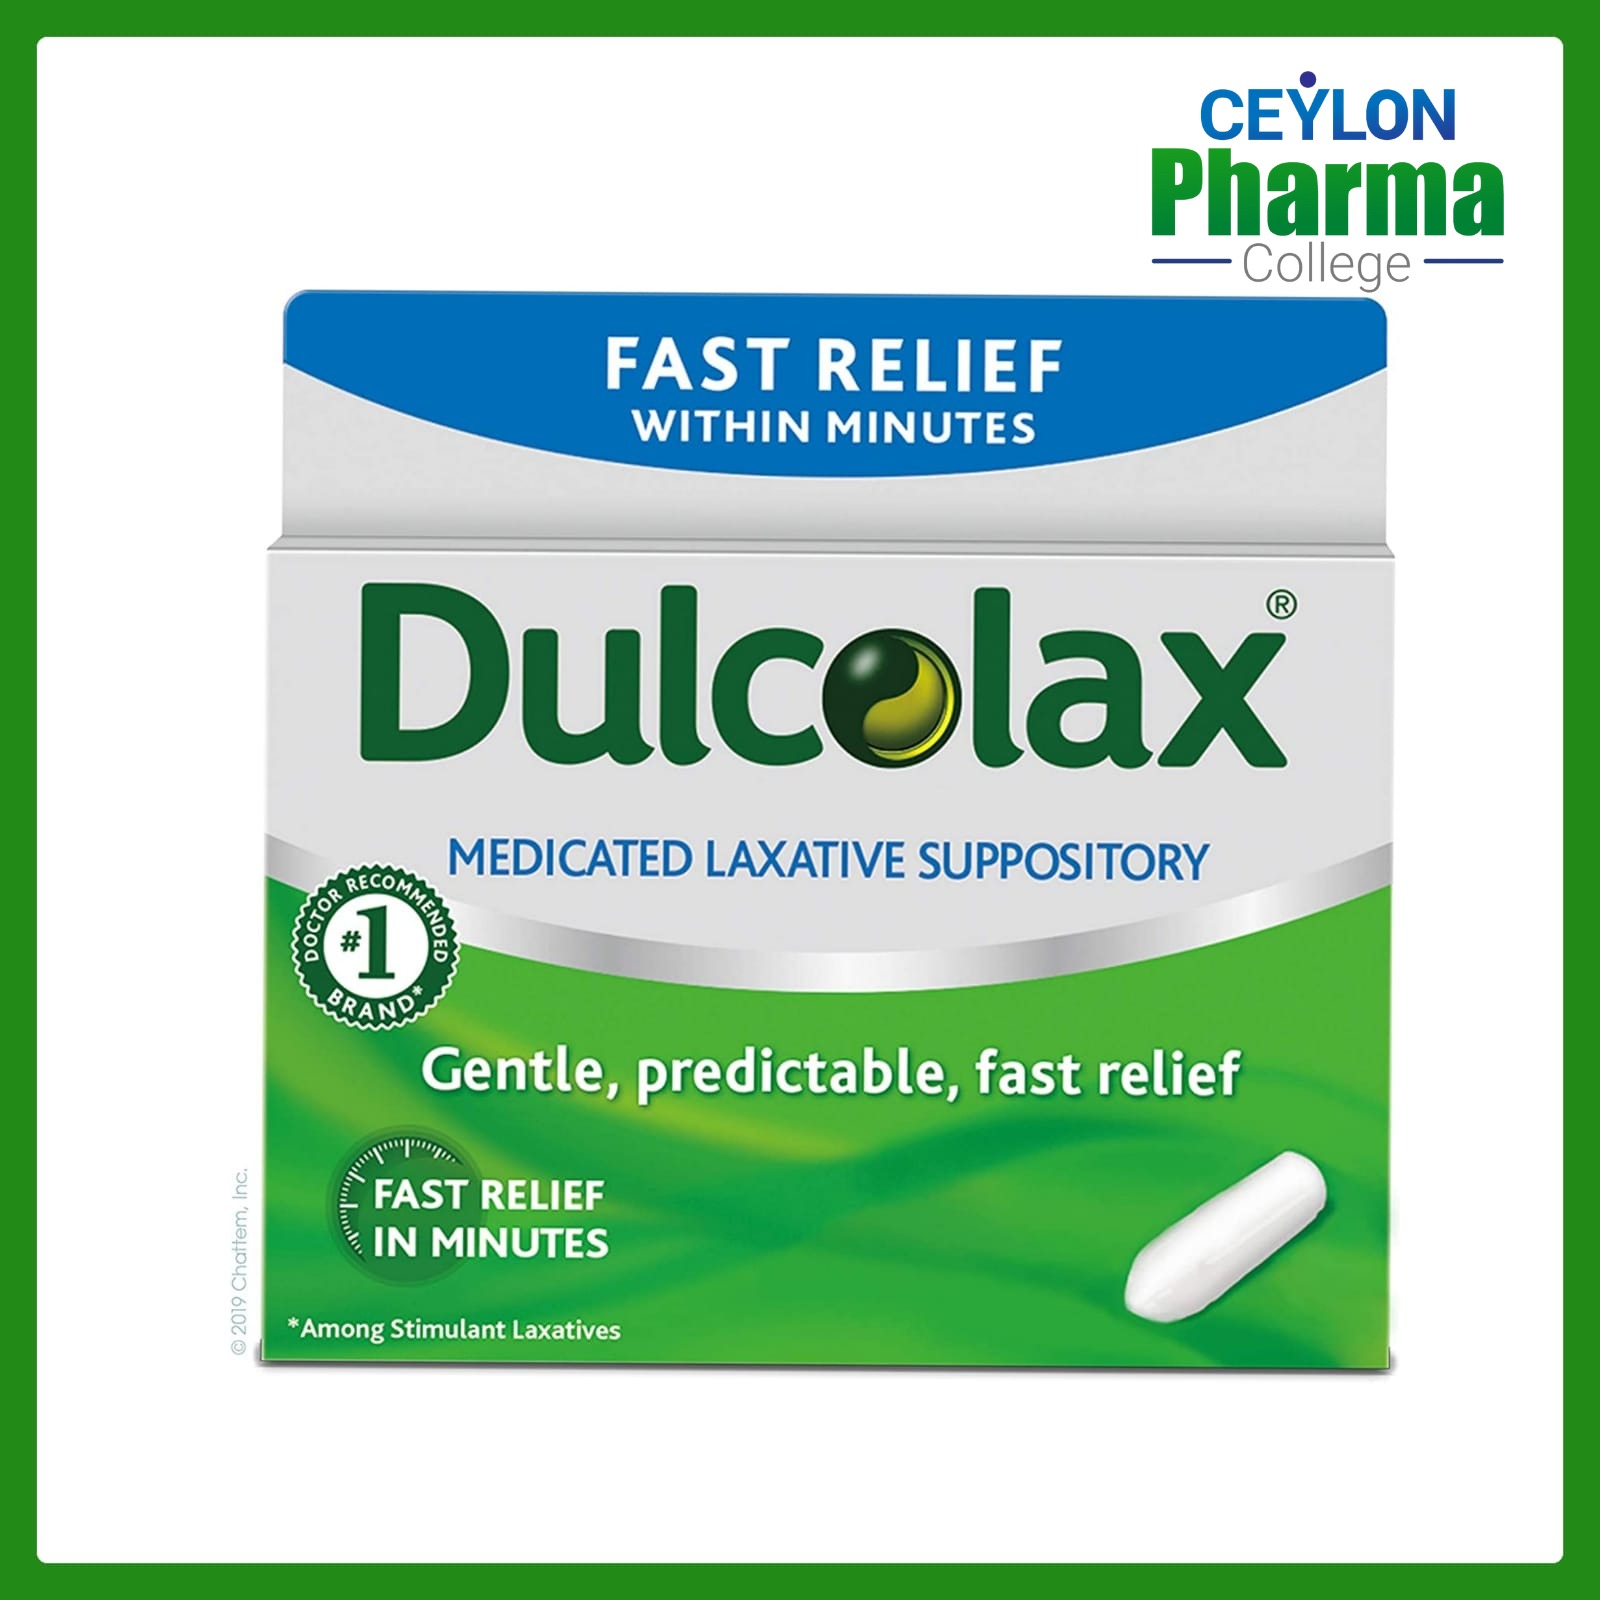 CEYLON
Pharma
College
FAST RELIEF
WITHIN MINUTES
Dulcolax®
MEDICATED LAXATIVE SUPPOSITORY
DOCTOR RECOMMENDED
#1
BRAND*
Gentle, predictable, fast relief
FAST RELIEF
IN MINUTES
*Among Stimulant Laxatives
© 2019 Chattem, Inc.